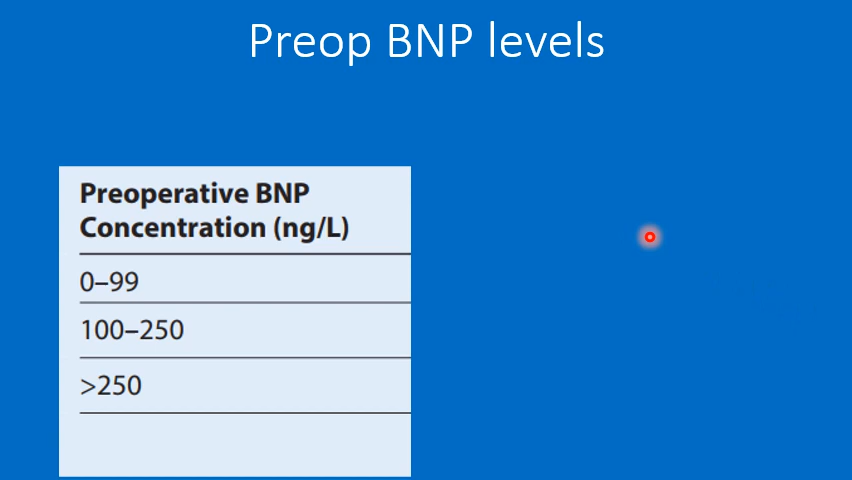 Preop BNP levels
Preoperative BNP
Concentration (ng/L)
0–99
100–250
>250